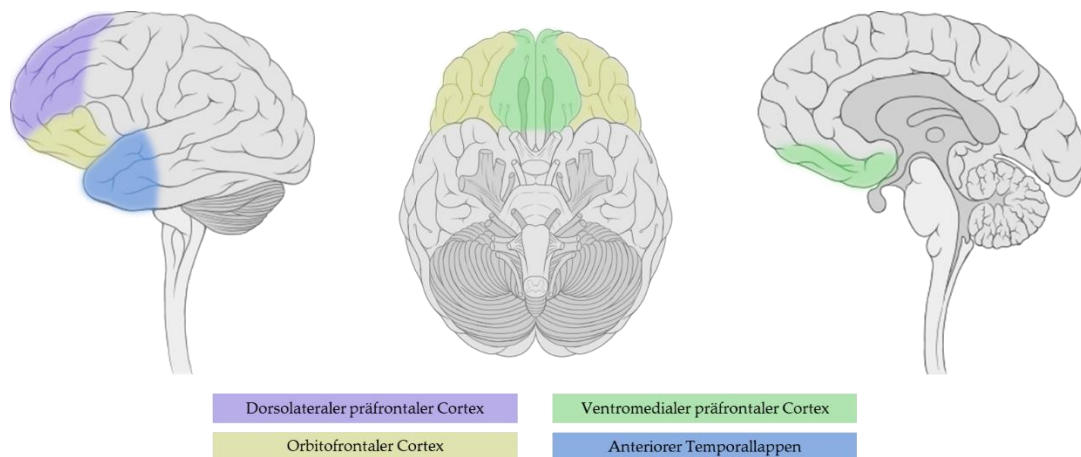 Dorsolateraler präfrontaler Cortex
Ventromedialer präfrontaler Cortex
Orbitofrontaler Cortex
Anteriorer Temporallappen